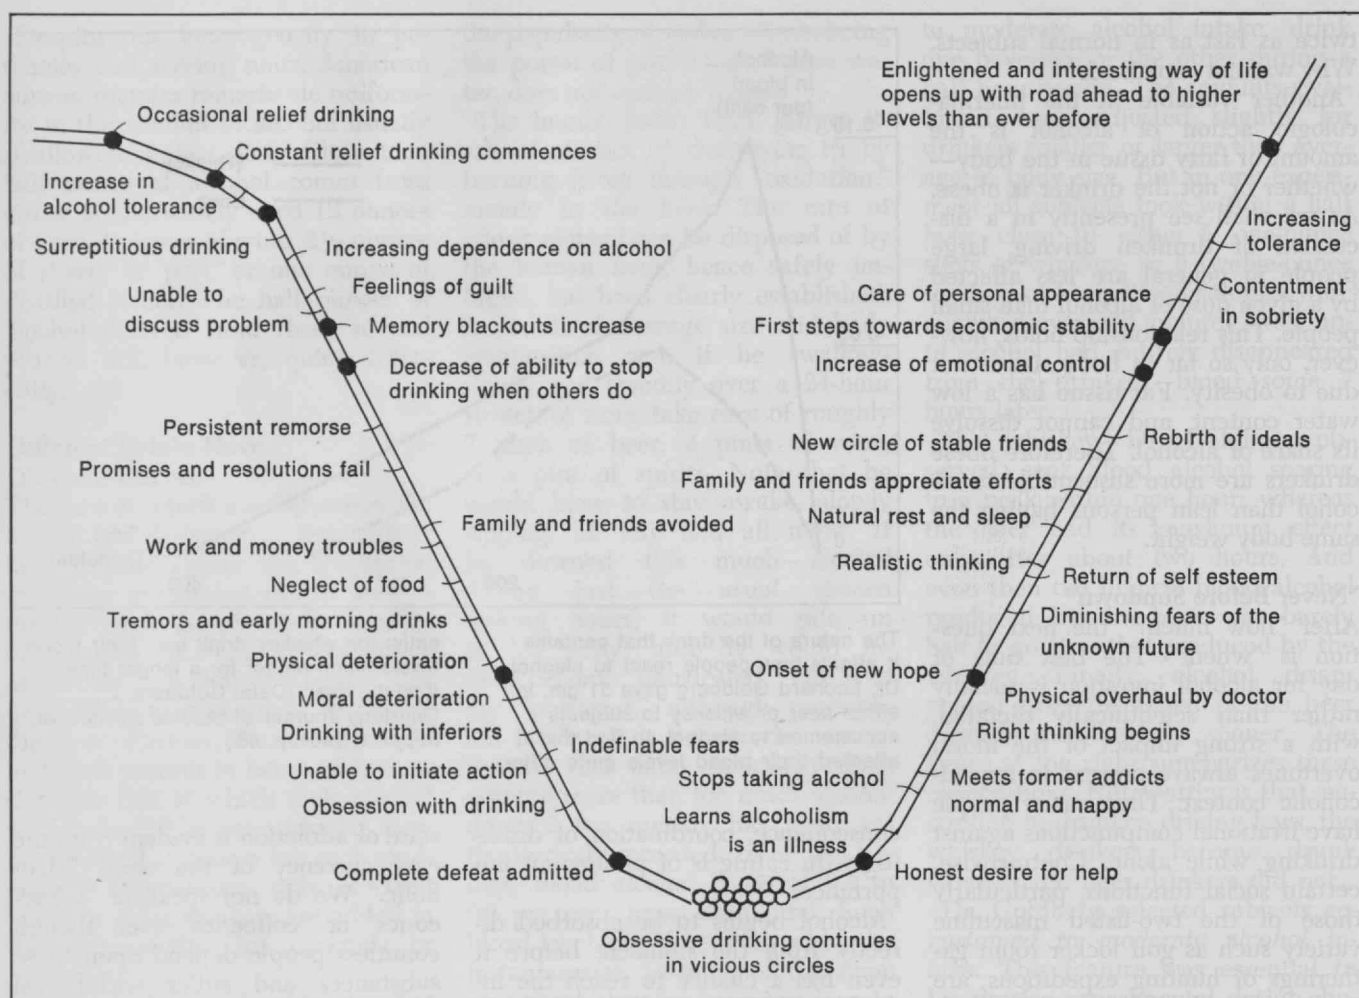 Occasional relief drinking
Constant relief drinking commences
Increase in
alcohol tolerance
Surreptitious drinking
Increasing dependence on alcohol
Feelings of guilt
Unable to
discuss problem
Memory blackouts increase
Decrease of ability to stop
drinking when others do
Persistent remorse
Promises and resolutions fail
Family and friends avoided
Work and money troubles
Neglect of food
Tremors and early morning drinks
Physical deterioration
Moral deterioration
Drinking with inferiors
Indefinable fears
Unable to initiate action
Obsession with drinking
Complete defeat admitted
Obsessive drinking continues
in vicious circles
Enlightened and interesting way of life
opens up with road ahead to higher
levels than ever before
Increasing
tolerance
Care of personal appearance
Contentment
in sobriety
First steps towards economic stability
Increase of emotional control
New circle of stable friends
Rebirth of ideals
Family and friends appreciate efforts
Natural rest and sleep
Realistic thinking
Return of self esteem
Diminishing fears of the
unknown future
Onset of new hope
Physical overhaul by doctor
Right thinking begins
Stops taking alcohol
Meets former addicts
normal and happy
Learns alcoholism
is an illness
Honest desire for help